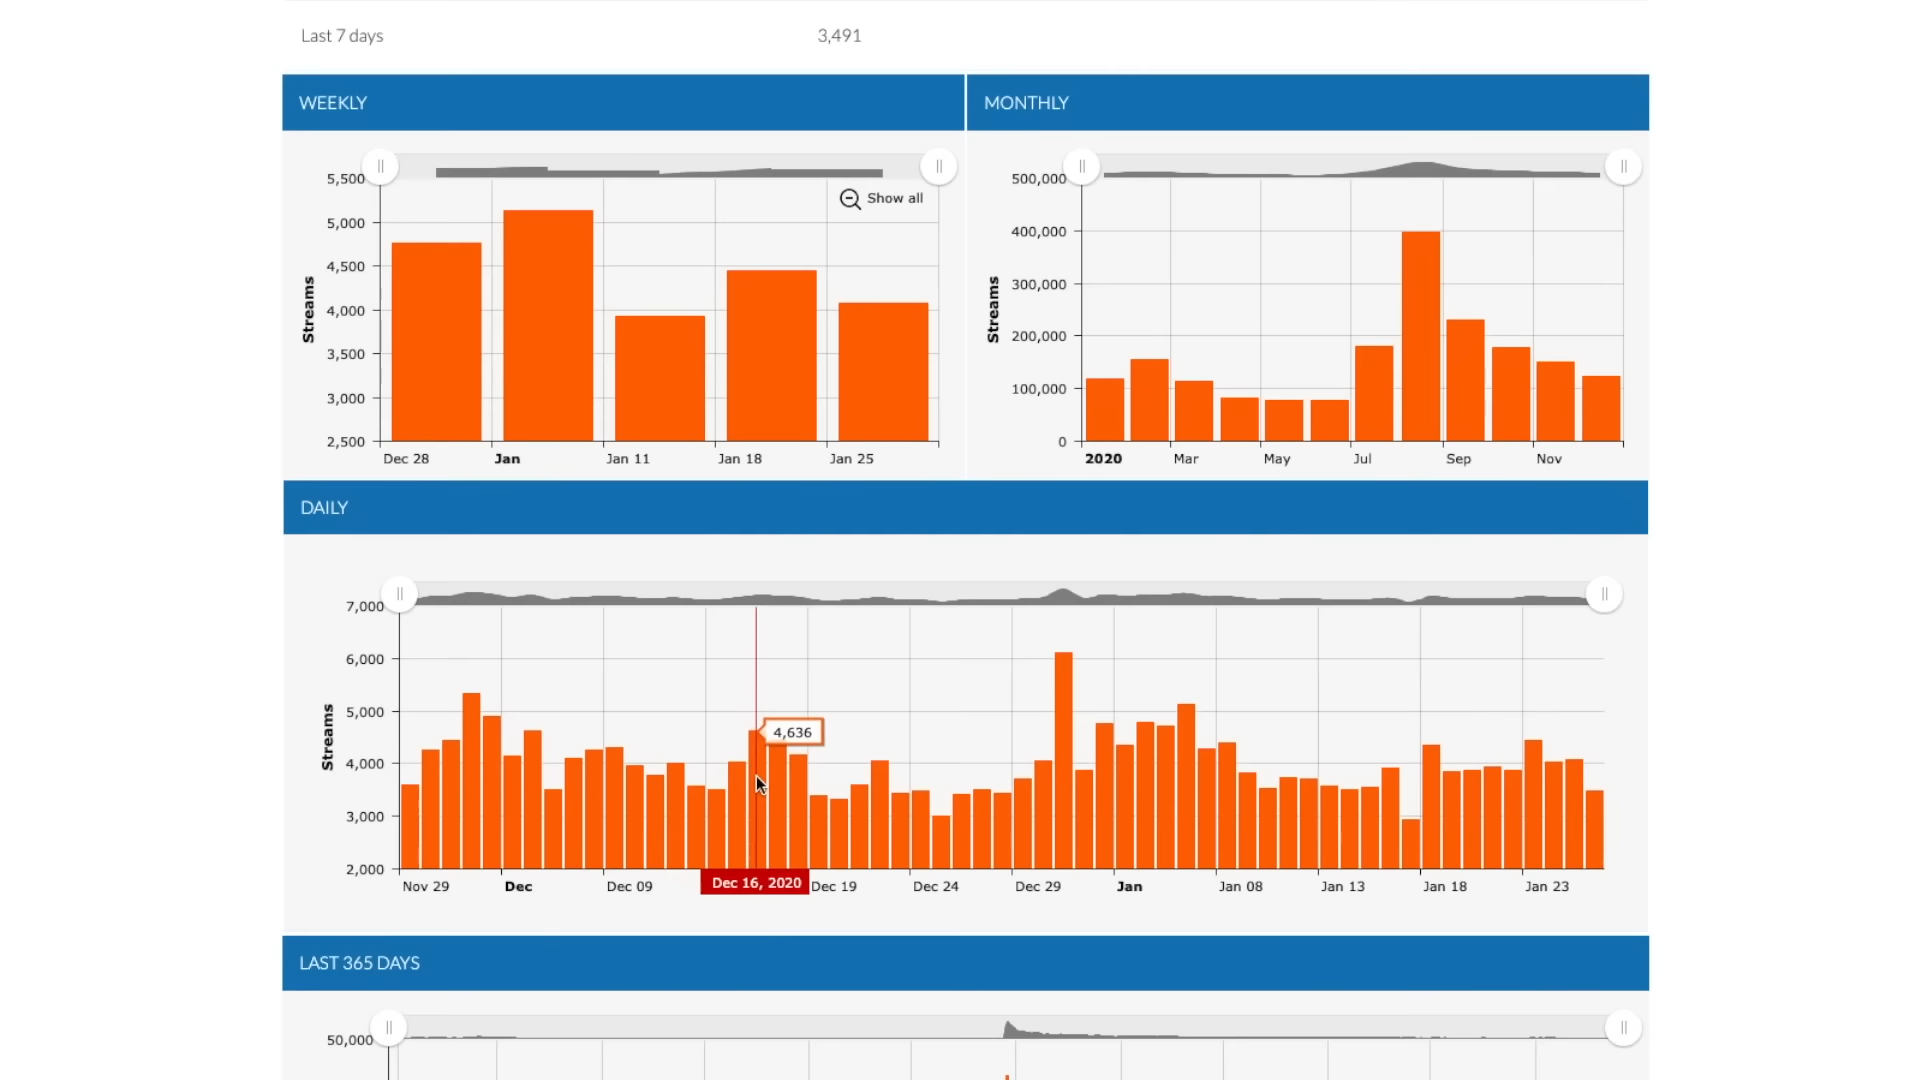 Last 7 days 3,491
WEEKLY
5,500
Show all
5,000
4,500
4,000
3,500
3,000
2,500
Streams
Dec 28 Jan Jan 11 Jan 18 Jan 25
MONTHLY
500,000
400,000
300,000
200,000
100,000
0
Streams
2020 Mar May Jul Sep Nov
DAILY
7,000
6,000
5,000
4,000
3,000
2,000
Streams
4,636
Nov 29 Dec Dec 09 Dec 16, 2020 Dec 19 Dec 24 Dec 29 Jan Jan 08 Jan 13 Jan 18 Jan 23
LAST 365 DAYS
50,000